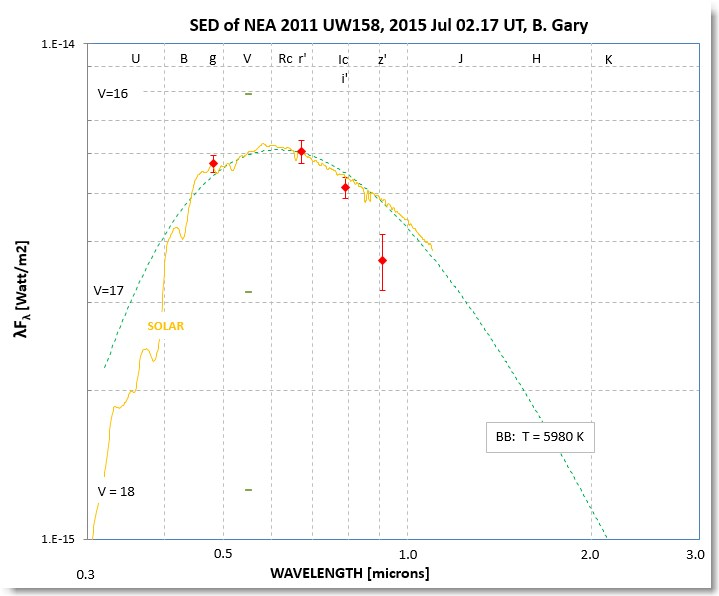 SED of NEA 2011 UW158, 2015 Jul 02.17 UT, B. Gary
1.E-14
U B g V Rc r' Ic z' J H K
i'
V=16
λFλ [Watt/m2]
V=17
SOLAR
BB: T = 5980 K
V = 18
1.E-15
0.3 0.5 1.0 2.0 3.0
WAVELENGTH [microns]